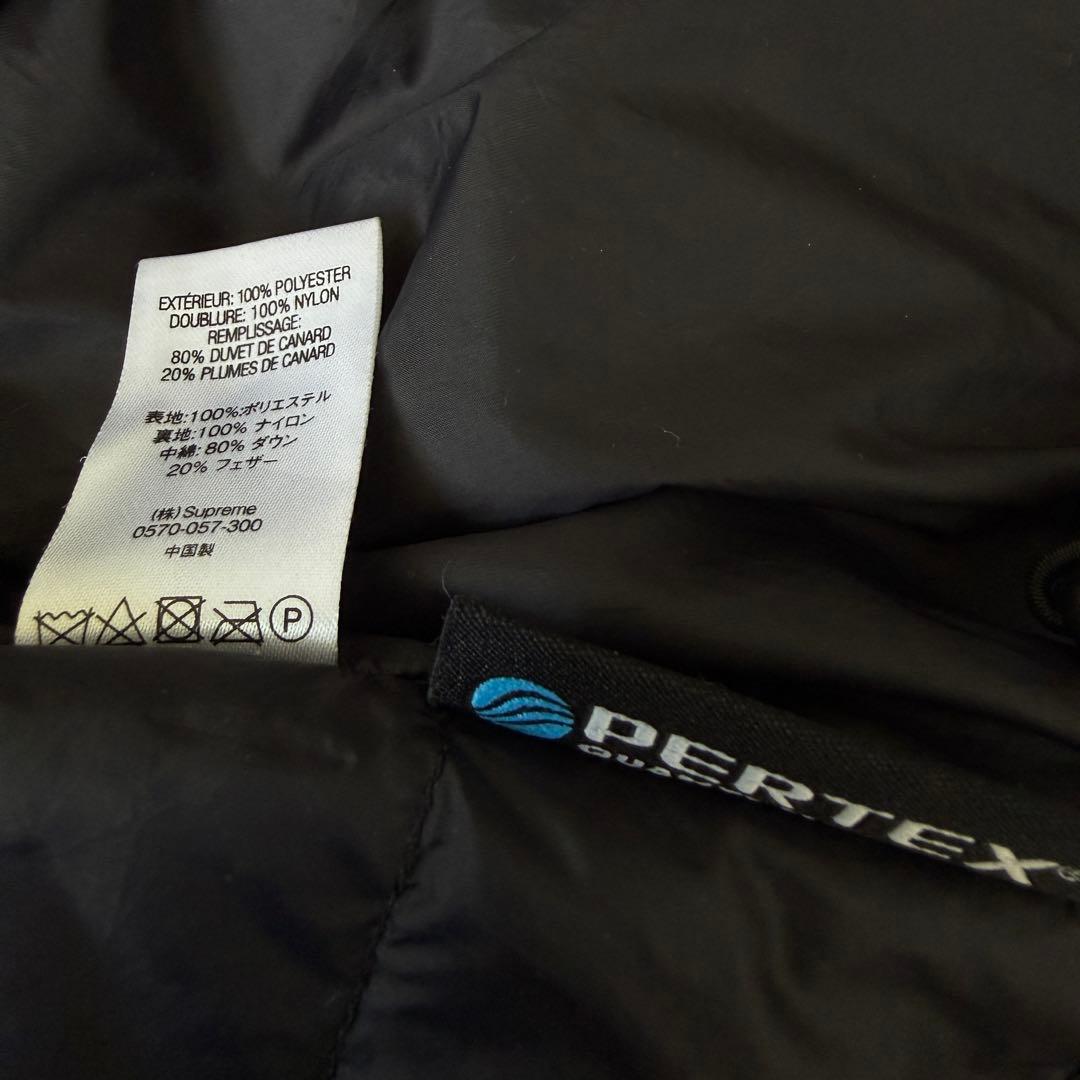 EXTÉRIEUR: 100% POLYESTER
DOUBLURE: 100% NYLON
REMPLISSAGE:
80% DUVET DE CANARD
20% PLUMES DE CANARD
表地:100%:ポリエステル
裏地:100% ナイロン
中綿: 80% ダウン
20% フェザー
(株) Supreme
0570-057-300
中国製
P
PERTEX